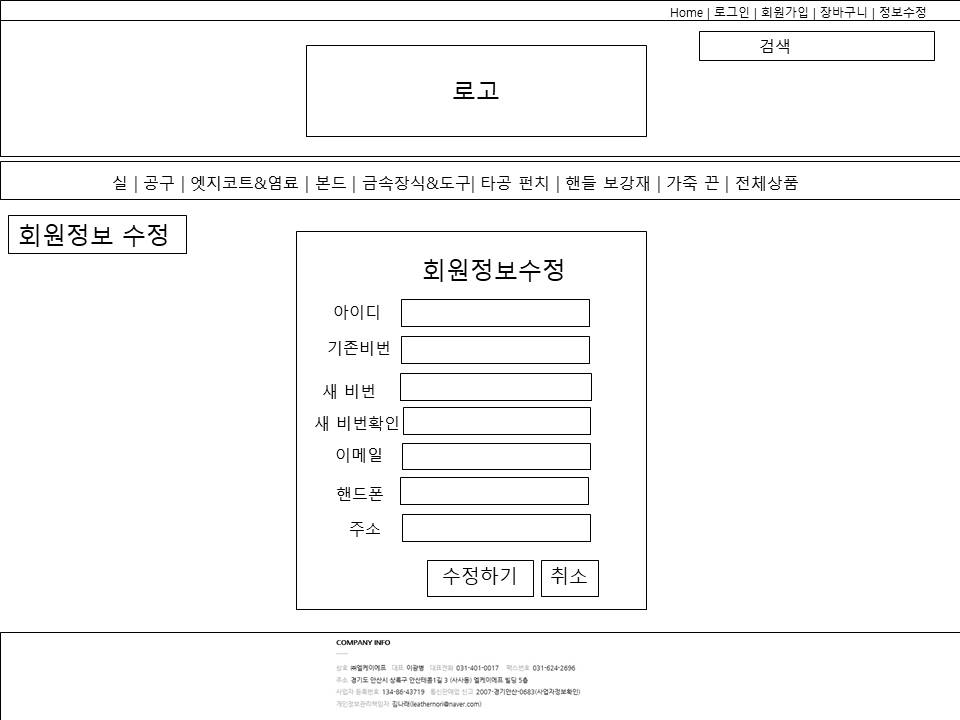 Home | 로그인 | 회원가입 | 장바구니 | 정보수정
검색
로고
실 | 공구 | 엣지코트&염료 | 본드 | 금속장식&도구| 타공 펀치 | 핸들 보강재 | 가죽 끈 | 전체상품
회원정보 수정
회원정보수정
아이디
기존비번
새 비번
새 비번확인
이메일
핸드폰
주소
수정하기 취소
COMPANY INFO
상호 ㈜엘케이에프 대표 이광병 대표전화 031-401-0017 팩스번호 031-624-2696
주소 경기도 안산시 상록구 안산테콤1길 3 (사사동) 엘케이에프 빌딩 5층
사업자 등록번호 134-86-43719 통신판매업 신고 2007-경기안산-0683(사업자정보확인)
개인정보관리책임자 김나래(leathernori@naver.com)